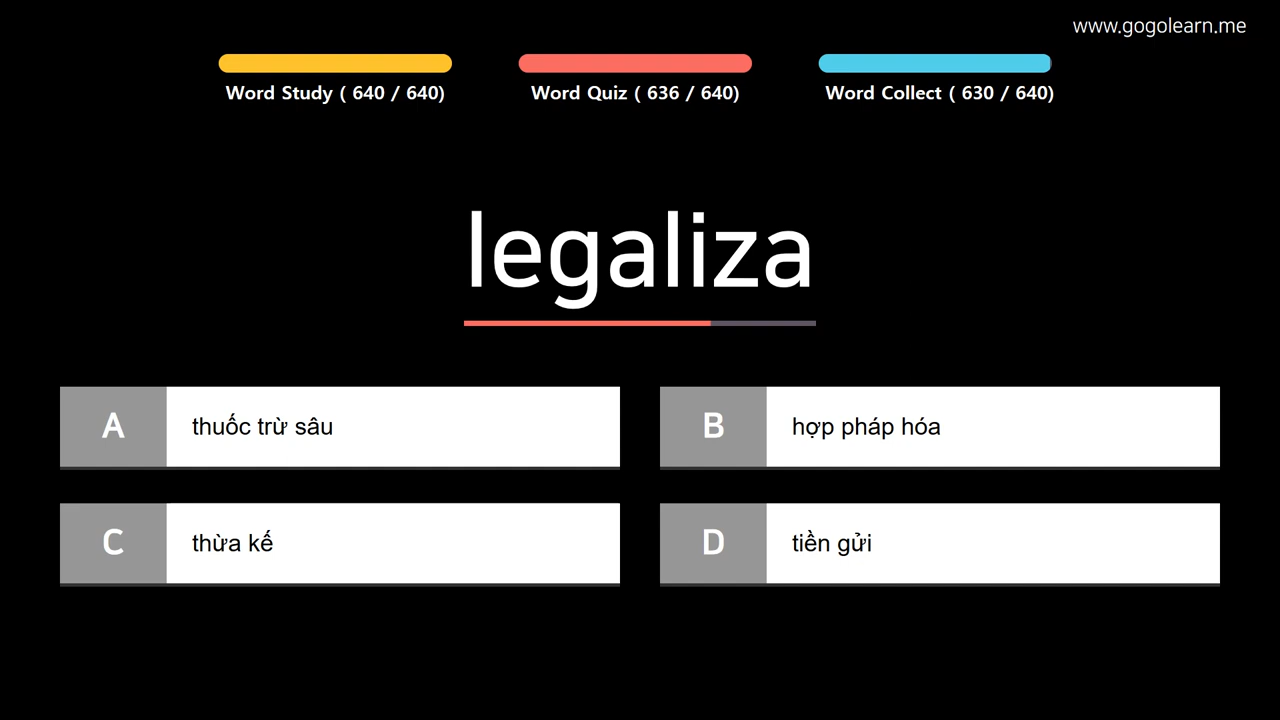 www.gogolearn.me
Word Study ( 640 / 640)
Word Quiz ( 636 / 640)
Word Collect ( 630 / 640)
legaliza
A
thuốc trừ sâu
B
hợp pháp hóa
C
thừa kế
D
tiền gửi